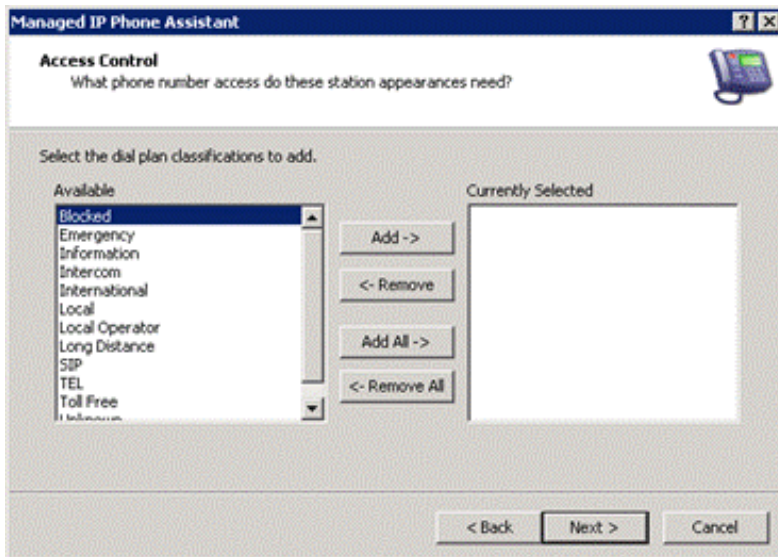 Managed IP Phone Assistant
Access Control
What phone number access do these station appearances need?
Select the dial plan classifications to add.
Available
Currently Selected
Blocked
Emergency
Information
Intercom
International
Local
Local Operator
Long Distance
SIP
TEL
Toll Free
Unknown
Add ->
<- Remove
Add All ->
<- Remove All
< Back
Next >
Cancel